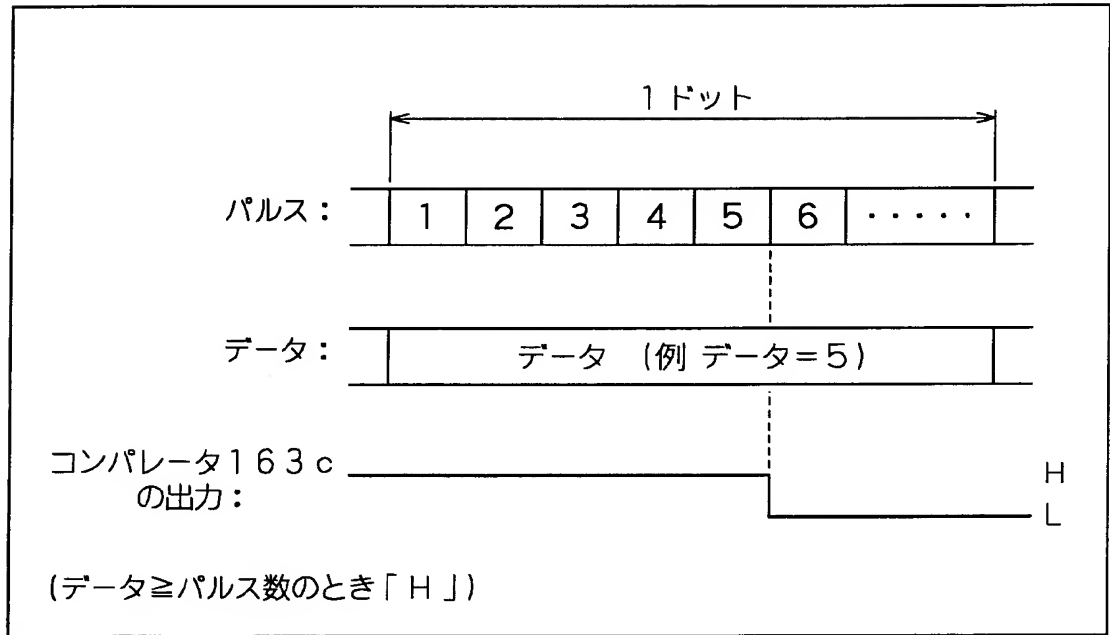 1ドット
パルス： 1 2 3 4 5 6 ・・・・・
データ： データ （例 データ＝5）
コンパレータ163c
の出力：
H
L
（データ≧パルス数のとき「H」）